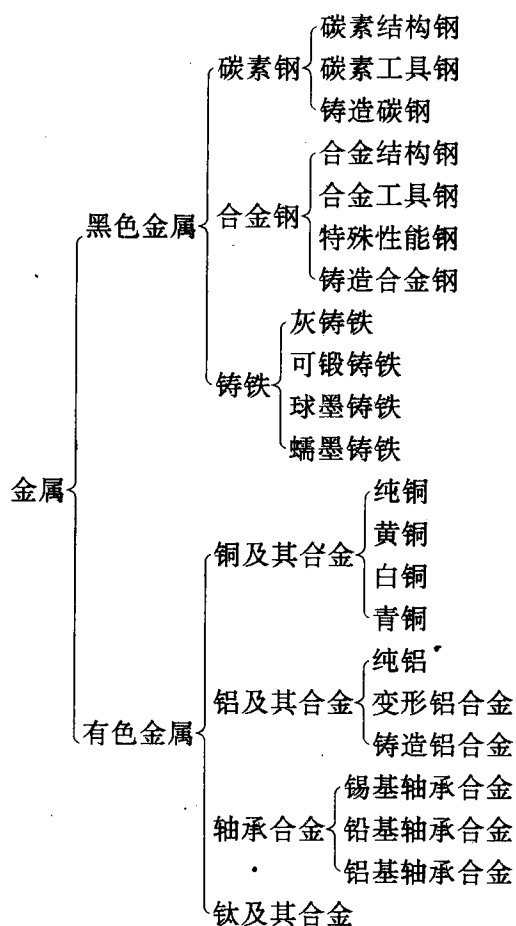 碳素结构钢
碳素钢
碳素工具钢
铸造碳钢
合金结构钢
合金工具钢
黑色金属
合金钢
特殊性能钢
铸造合金钢
灰铸铁
可锻铸铁
铸铁
球墨铸铁
蠕墨铸铁
金属
纯铜
黄铜
铜及其合金
白铜
青铜
纯铝
铝及其合金
变形铝合金
有色金属
铸造铝合金
锡基轴承合金
轴承合金
铅基轴承合金
铝基轴承合金
钛及其合金